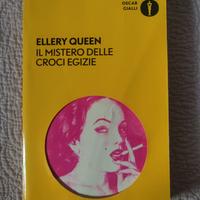 OSCAR
GIALLI
ELLERY QUEEN
IL MISTERO DELLE
CROCI EGIZIE